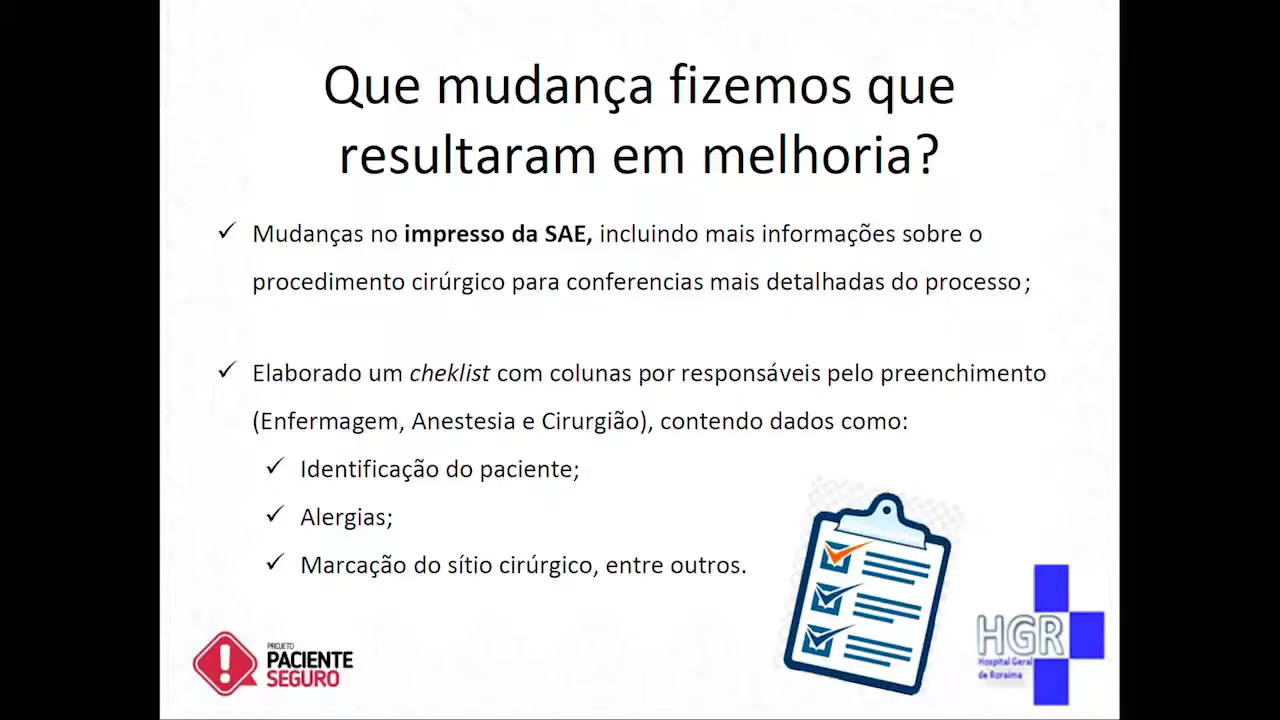 Que mudança fizemos que
resultaram em melhoria?
✓ Mudanças no impresso da SAE, incluindo mais informações sobre o
procedimento cirúrgico para conferencias mais detalhadas do processo;
✓ Elaborado um cheklist com colunas por responsáveis pelo preenchimento
(Enfermagem, Anestesia e Cirurgião), contendo dados como:
✓ Identificação do paciente;
✓ Alergias;
✓ Marcação do sítio cirúrgico, entre outros.
PROJETO
PACIENTE
SEGURO
HGR
Hospital Geral
de Roraima